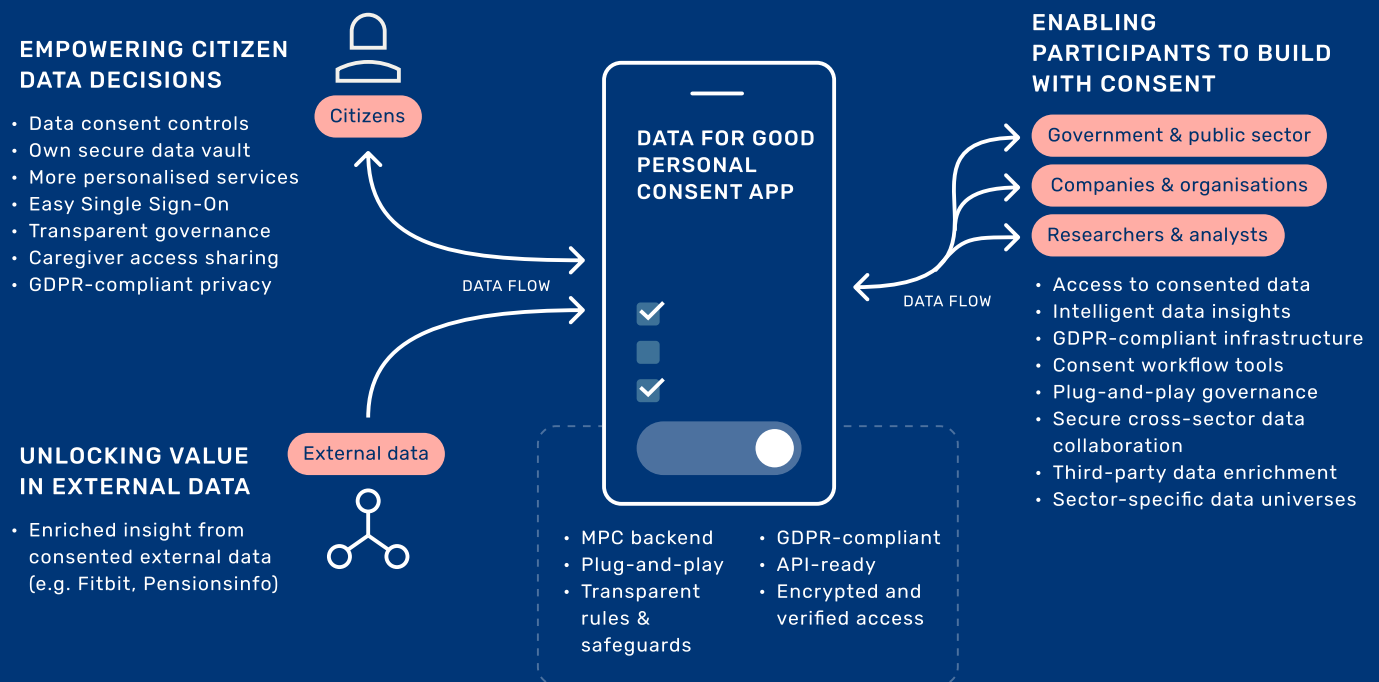 EMPOWERING CITIZEN
DATA DECISIONS
• Data consent controls
• Own secure data vault
• More personalised services
• Easy Single Sign-On
• Transparent governance
• Caregiver access sharing
• GDPR-compliant privacy
Citizens
UNLOCKING VALUE
IN EXTERNAL DATA
• Enriched insight from
consented external data
(e.g. Fitbit, Pensionsinfo)
External data
DATA FLOW
DATA FOR GOOD
PERSONAL
CONSENT APP
• MPC backend
• Plug-and-play
• Transparent
rules &
safeguards
• GDPR-compliant
• API-ready
• Encrypted and
verified access
DATA FLOW
ENABLING
PARTICIPANTS TO BUILD
WITH CONSENT
Government & public sector
Companies & organisations
Researchers & analysts
• Access to consented data
• Intelligent data insights
• GDPR-compliant infrastructure
• Consent workflow tools
• Plug-and-play governance
• Secure cross-sector data
collaboration
• Third-party data enrichment
• Sector-specific data universes